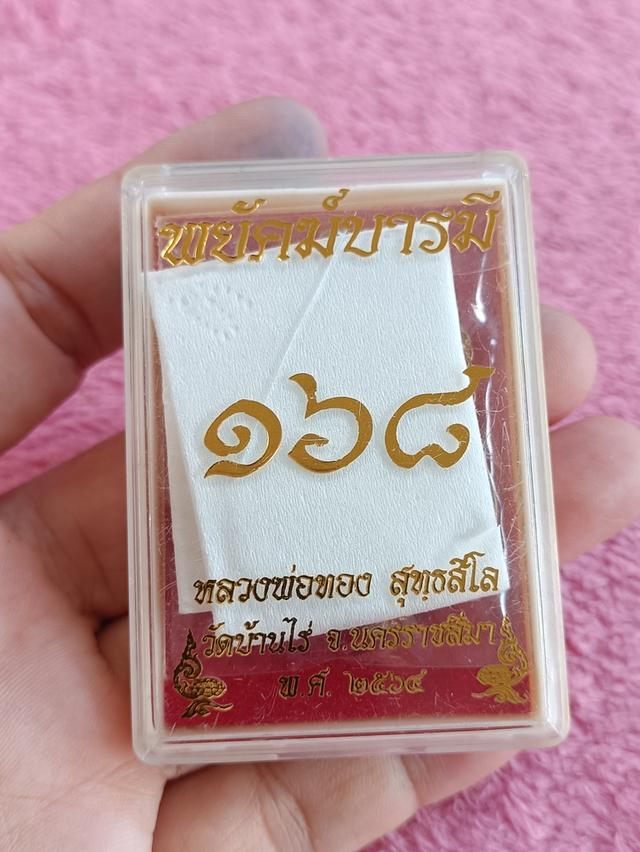 พยัคฆ์บารมี
๑๖๘
หลวงพ่อทอง สุทธสีโล
วัดบ้านไร่ จ.นครราชสีมา
พ.ศ. ๒๕๖๔